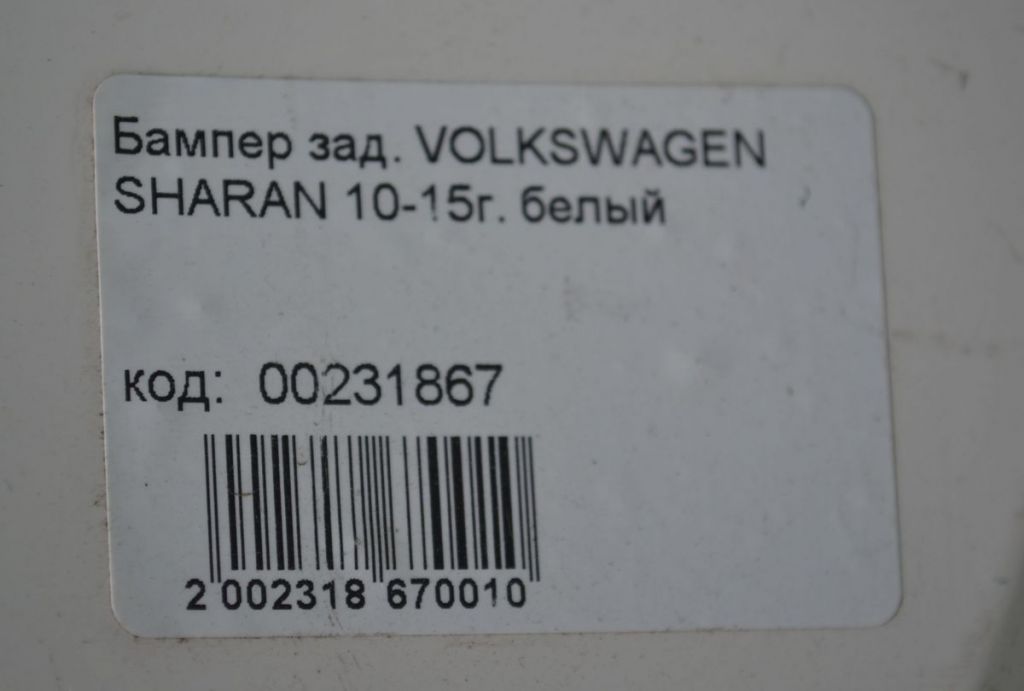 Бампер зад. VOLKSWAGEN
SHARAN 10-15г. белый
код: 00231867
2 002318 670010